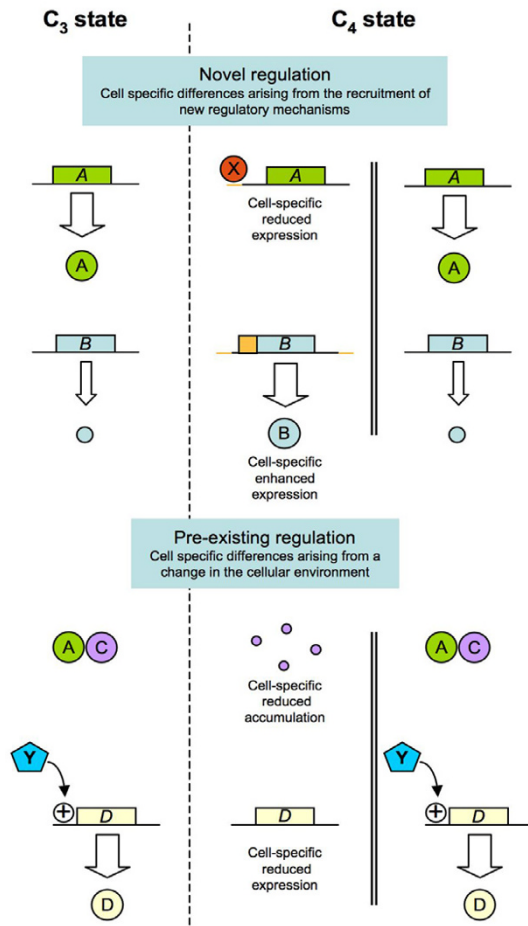 C3 state
C4 state
Novel regulation
Cell specific differences arising from the recruitment of
new regulatory mechanisms
A
X
A
A
Cell-specific
reduced
expression
A
A
B
B
B
B
Cell-specific
enhanced
expression
Pre-existing regulation
Cell specific differences arising from a
change in the cellular environment
A C
A C
Cell-specific
reduced
accumulation
Y
Y
+ D
D
+ D
Cell-specific
reduced
expression
D
D